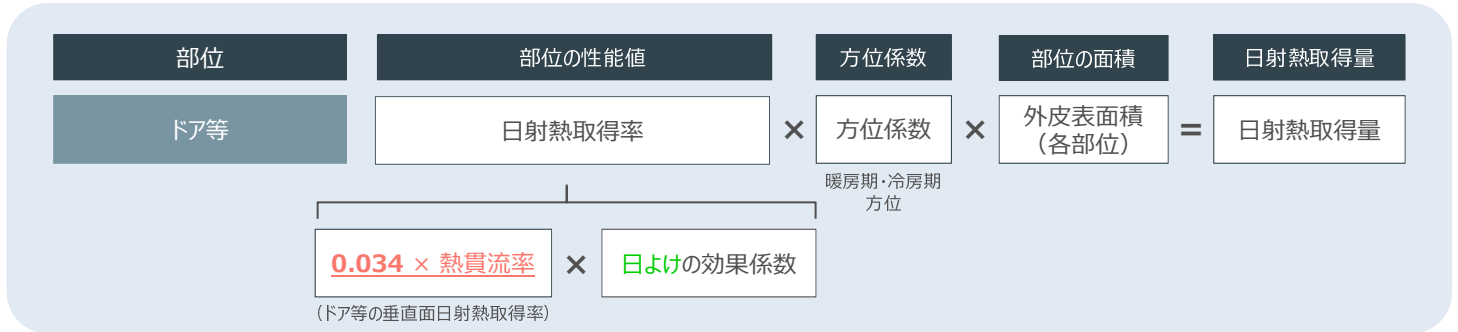 部位 部位の性能値 方位係数 部位の面積 日射熱取得量
ドア等 日射熱取得率 × 方位係数 × 外皮表面積 = 日射熱取得量
（各部位）
暖房期・冷房期
方位
0.034 × 熱貫流率 × 日よけの効果係数
（ドア等の垂直面日射熱取得率）